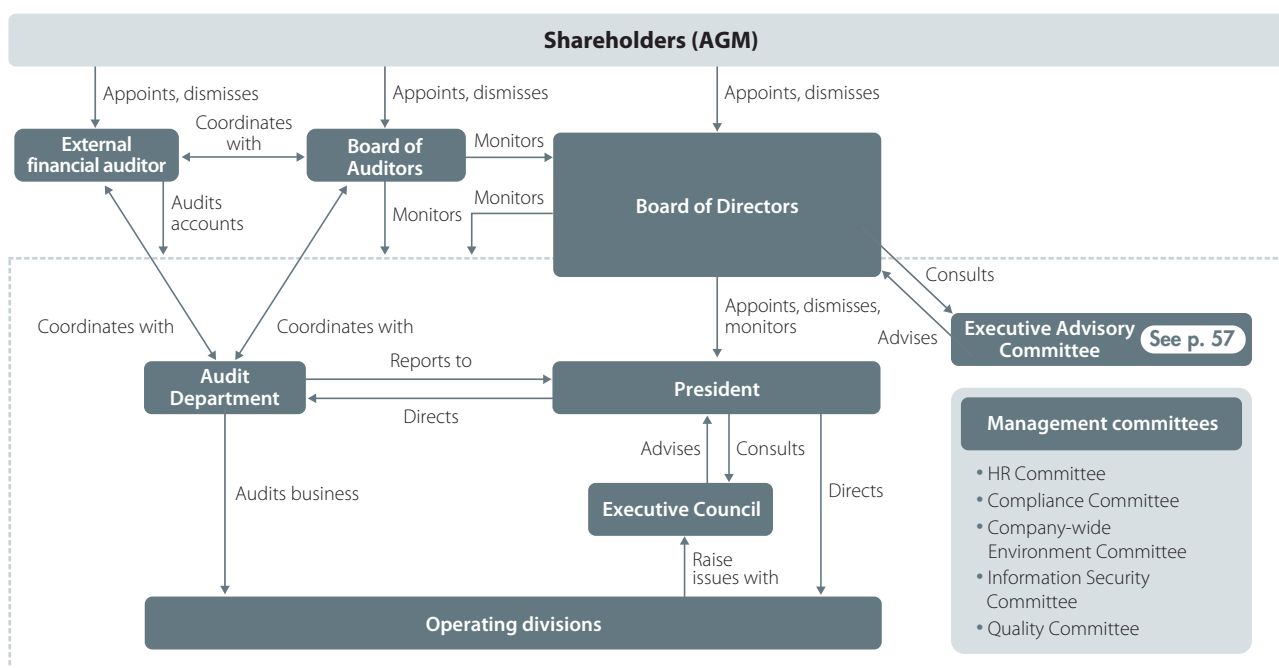 Shareholders (AGM)
Appoints, dismisses
Appoints, dismisses
Appoints, dismisses
External
financial auditor
Coordinates
with
Board of
Auditors
Monitors
Board of Directors
Audits
accounts
Monitors
Monitors
Consults
Coordinates with
Coordinates with
Appoints, dismisses,
monitors
Advises
Executive Advisory
Committee
See p. 57
Audit
Department
Reports to
Directs
President
Management committees
• HR Committee
• Compliance Committee
• Company-wide
Environment Committee
• Information Security
Committee
• Quality Committee
Advises
Consults
Directs
Audits business
Executive Council
Raise
issues with
Operating divisions